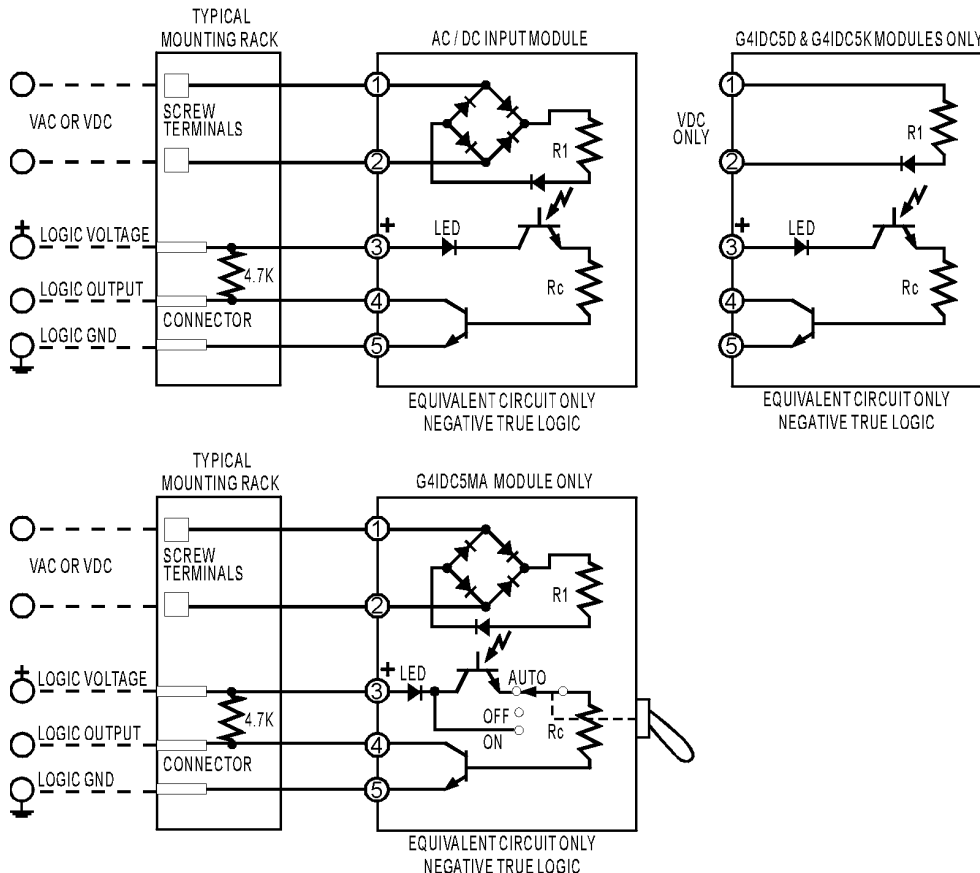 TYPICAL
MOUNTING RACK
AC / DC INPUT MODULE
G4IDC5D & G4IDC5K MODULES ONLY
VAC OR VDC
SCREW
TERMINALS
1
2
R1
+
LOGIC VOLTAGE
LOGIC OUTPUT
LOGIC GND
4.7K
CONNECTOR
+
3
4
5
LED
Rc
EQUIVALENT CIRCUIT ONLY
NEGATIVE TRUE LOGIC
1
VDC
ONLY
2
R1
+
3
LED
4
Rc
5
EQUIVALENT CIRCUIT ONLY
NEGATIVE TRUE LOGIC
TYPICAL
MOUNTING RACK
G4IDC5MA MODULE ONLY
VAC OR VDC
SCREW
TERMINALS
1
2
R1
+
LOGIC VOLTAGE
LOGIC OUTPUT
LOGIC GND
4.7K
CONNECTOR
+
3
4
5
LED
AUTO
OFF
ON
Rc
EQUIVALENT CIRCUIT ONLY
NEGATIVE TRUE LOGIC